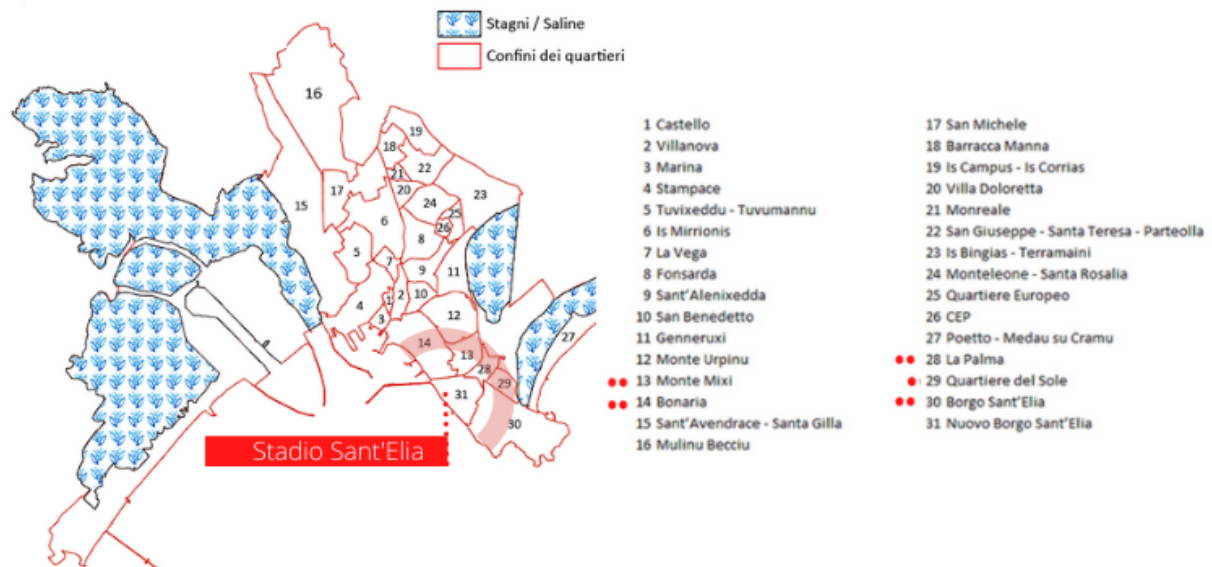 Stagni / Saline
Confini dei quartieri
16
19
18
22
21
17
20
23
15
24
25
6
26
5
8
7
9
11
1
2
10
4
3
12
27
14
13
28
29
31
30
Stadio Sant'Elia
1 Castello
2 Villanova
3 Marina
4 Stampace
5 Tuvixeddu - Tuvumannu
6 Is Mirrionis
7 La Vega
8 Fonsarda
9 Sant'Alenixedda
10 San Benedetto
11 Genneruxi
12 Monte Urpinu
13 Monte Mixi
14 Bonaria
15 Sant'Avendrace - Santa Gilla
16 Mulinu Becciu
17 San Michele
18 Barracca Manna
19 Is Campus - Is Corrias
20 Villa Doloretta
21 Monreale
22 San Giuseppe - Santa Teresa - Parteolla
23 Is Bingias - Terramaini
24 Monteleone - Santa Rosalia
25 Quartiere Europeo
26 CEP
27 Poetto - Medau su Cramu
28 La Palma
29 Quartiere del Sole
30 Borgo Sant'Elia
31 Nuovo Borgo Sant'Elia